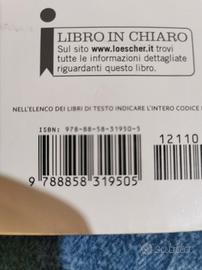 LIBRO IN CHIARO
Sul sito www.loescher.it trovi
tutte le informazioni dettagliate
riguardanti questo libro.
NELL'ELENCO DEI LIBRI DI TESTO INDICARE L'INTERO CODICE
ISBN: 978-88-58-31950-5
12110
9 788858 319505
subito